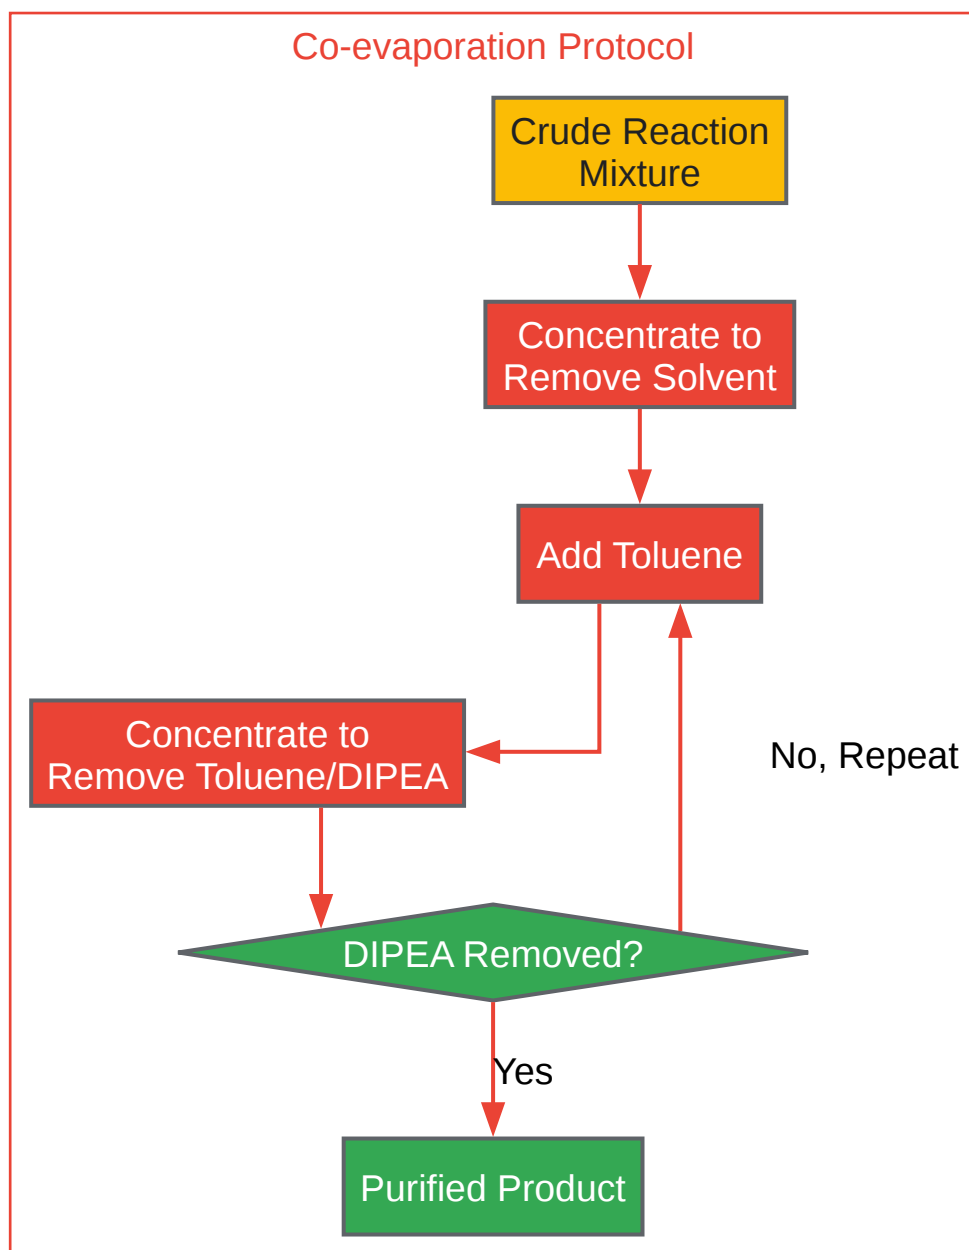 Co-evaporation Protocol
Crude Reaction
Mixture
Concentrate to
Remove Solvent
Add Toluene
Concentrate to
Remove Toluene/DIPEA
No, Repeat
DIPEA Removed?
Yes
Purified Product